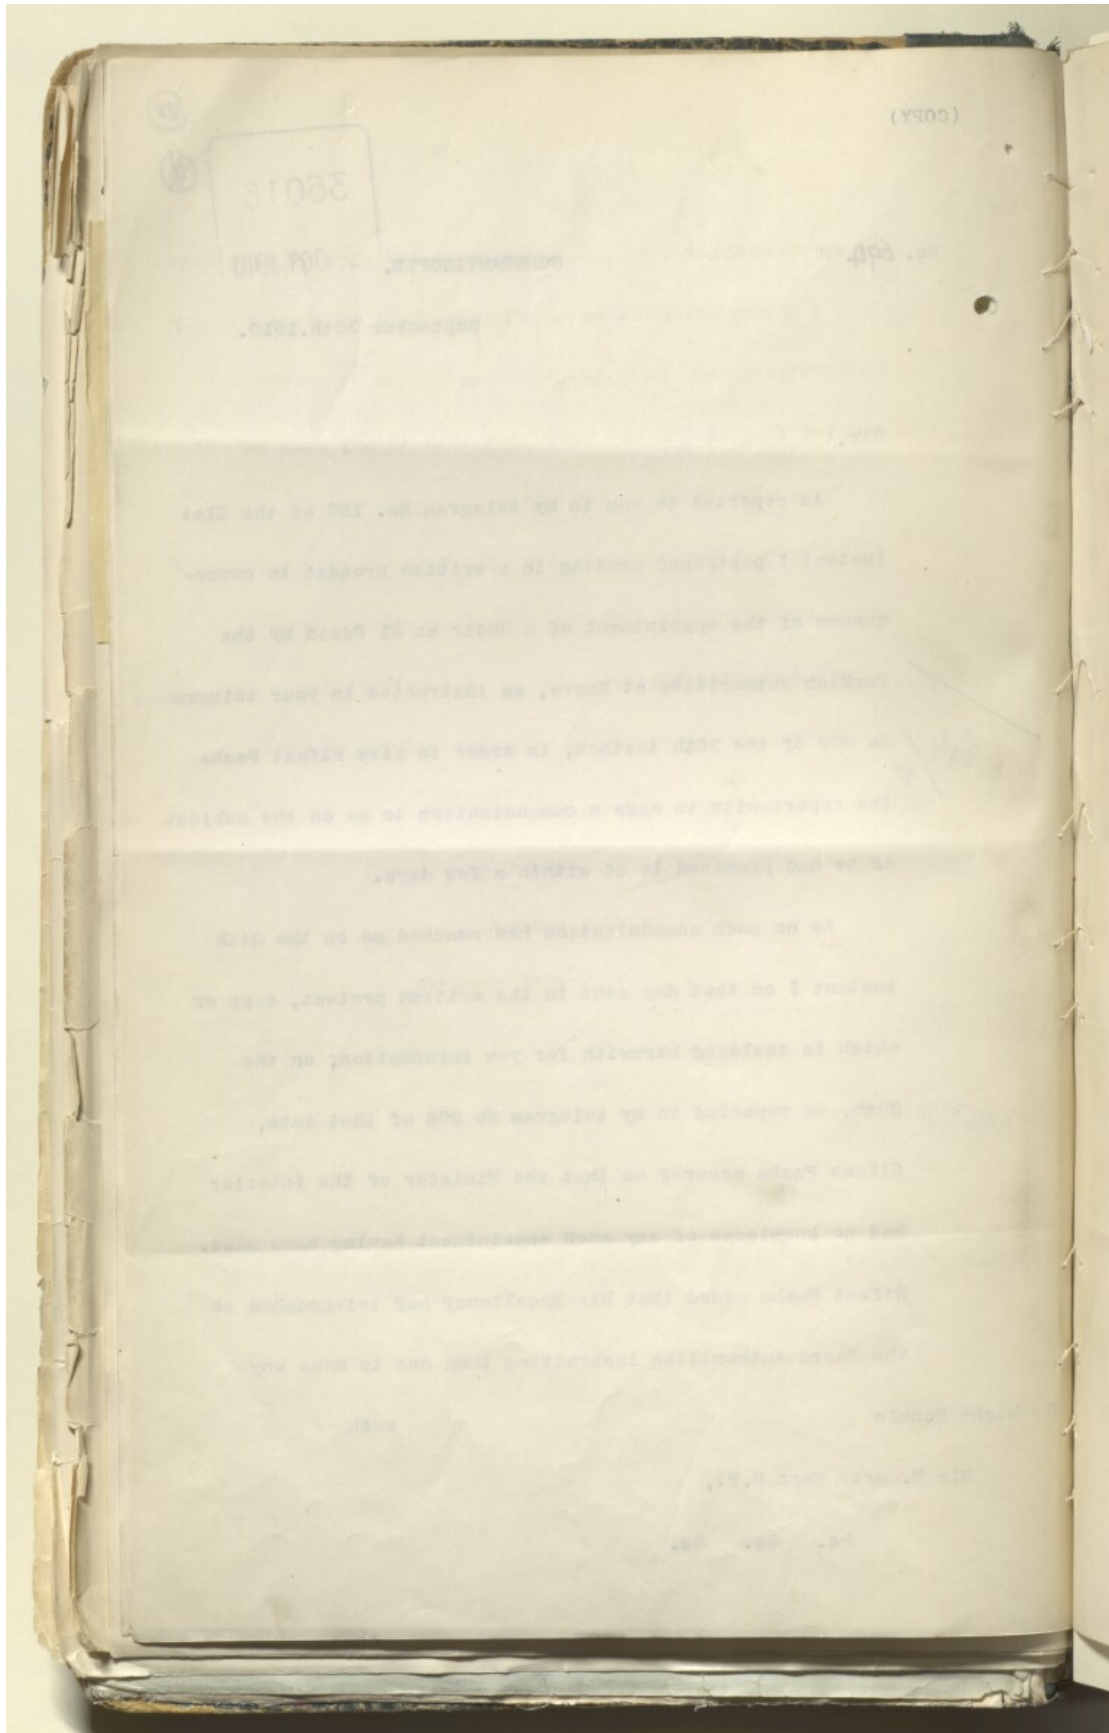 (COPY)
36015
No. 694
CONSTANTINOPLE.
September 30th.1910.
Sir,
As reported to you in my telegram No. 197 of the 21st
instant I postponed sending in a written protest in conse-
quence of the appointment of a Mudir at El Odeid by the
Turkish authorities at Basra, as instructed in your telegram
No of the 20th instant, in order to give Rifaat Pasha
the opportunity to make a communication to me on the subject
as he had promised to do within a few days.
As no such communication had reached me on the
instant I on that day sent in the written protest, copy of
which is enclosed herewith for you information; on the
as reported in my telegram No 208 of that date,
Rifaat Pasha assured me that the Minister of the Interior
had no knowledge of any such appointment having been
Rifaat Pasha added that His Excellency had telegraphed to
the Basra Authorities instructing them not to make any
such
Right Honble
Sir E. Grey Bart M.P.,
&c. &c. &c.